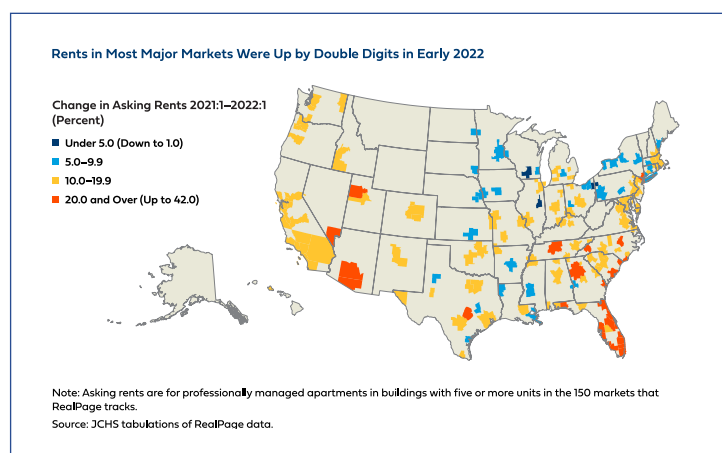 Rents in Most Major Markets Were Up by Double Digits in Early 2022
Change in Asking Rents 2021:1–2022:1
(Percent)
Under 5.0 (Down to 1.0)
5.0–9.9
10.0–19.9
20.0 and Over (Up to 42.0)
Note: Asking rents are for professionally managed apartments in buildings with five or more units in the 150 markets that
RealPage tracks.
Source: JCHS tabulations of RealPage data.